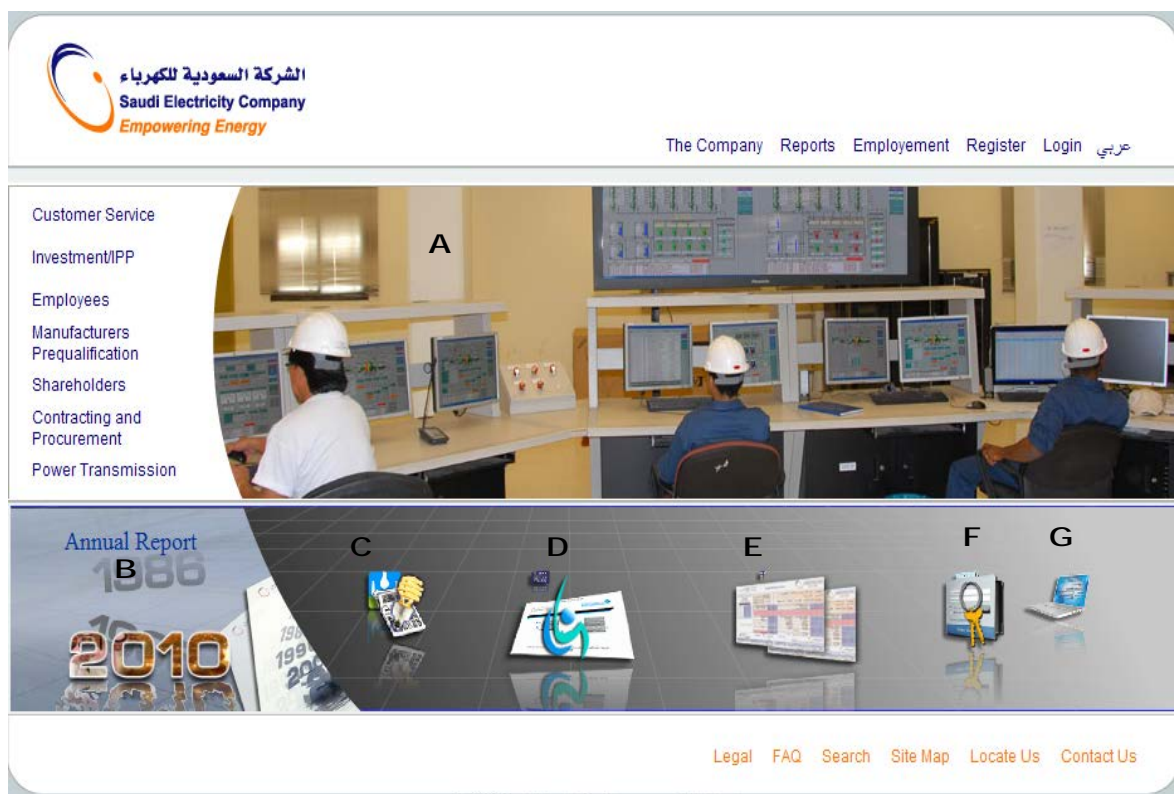 الشركة السعودية للكهرباء
Saudi Electricity Company
Empowering Energy
The Company Reports Employement Register Login عربي
Customer Service
Investment/IPP
Employees
Manufacturers
Prequalification
Shareholders
Contracting and
Procurement
Power Transmission
A
Annual Report
B
1986
2010
C
D
E
F
G
Legal FAQ Search Site Map Locate Us Contact Us